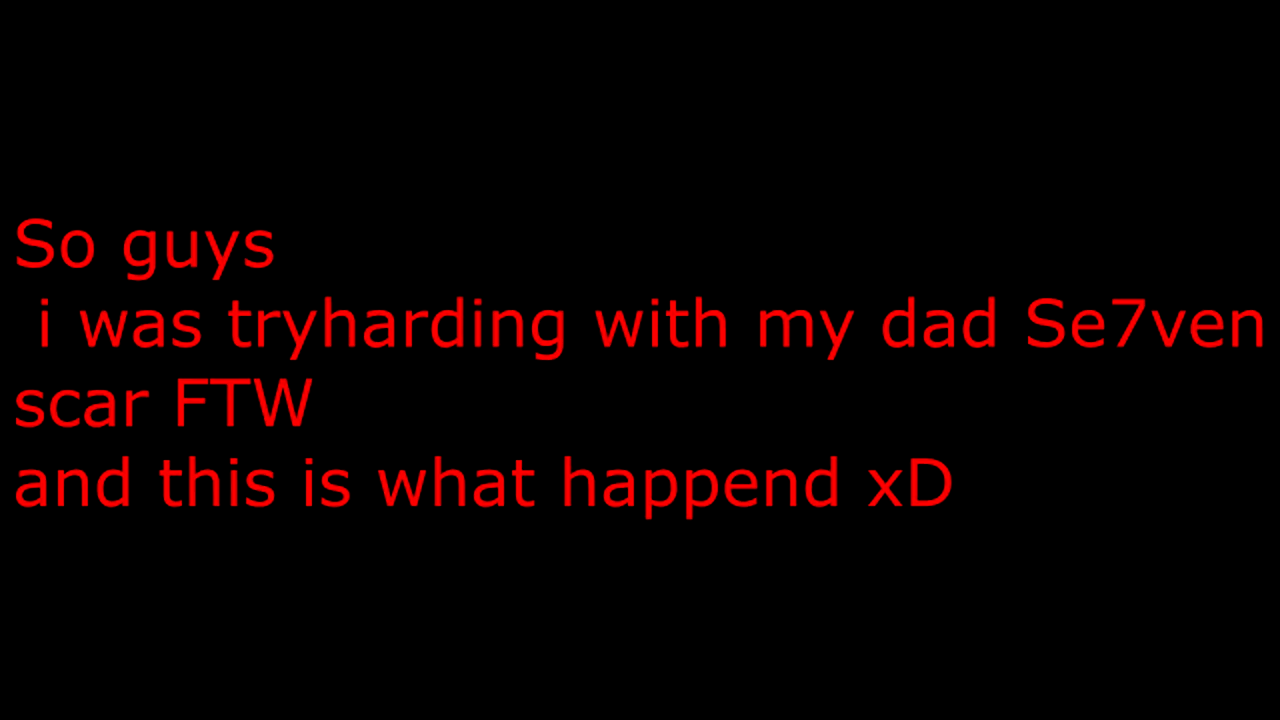 So guys
i was tryharding with my dad Se7ven
scar FTW
and this is what happend xD